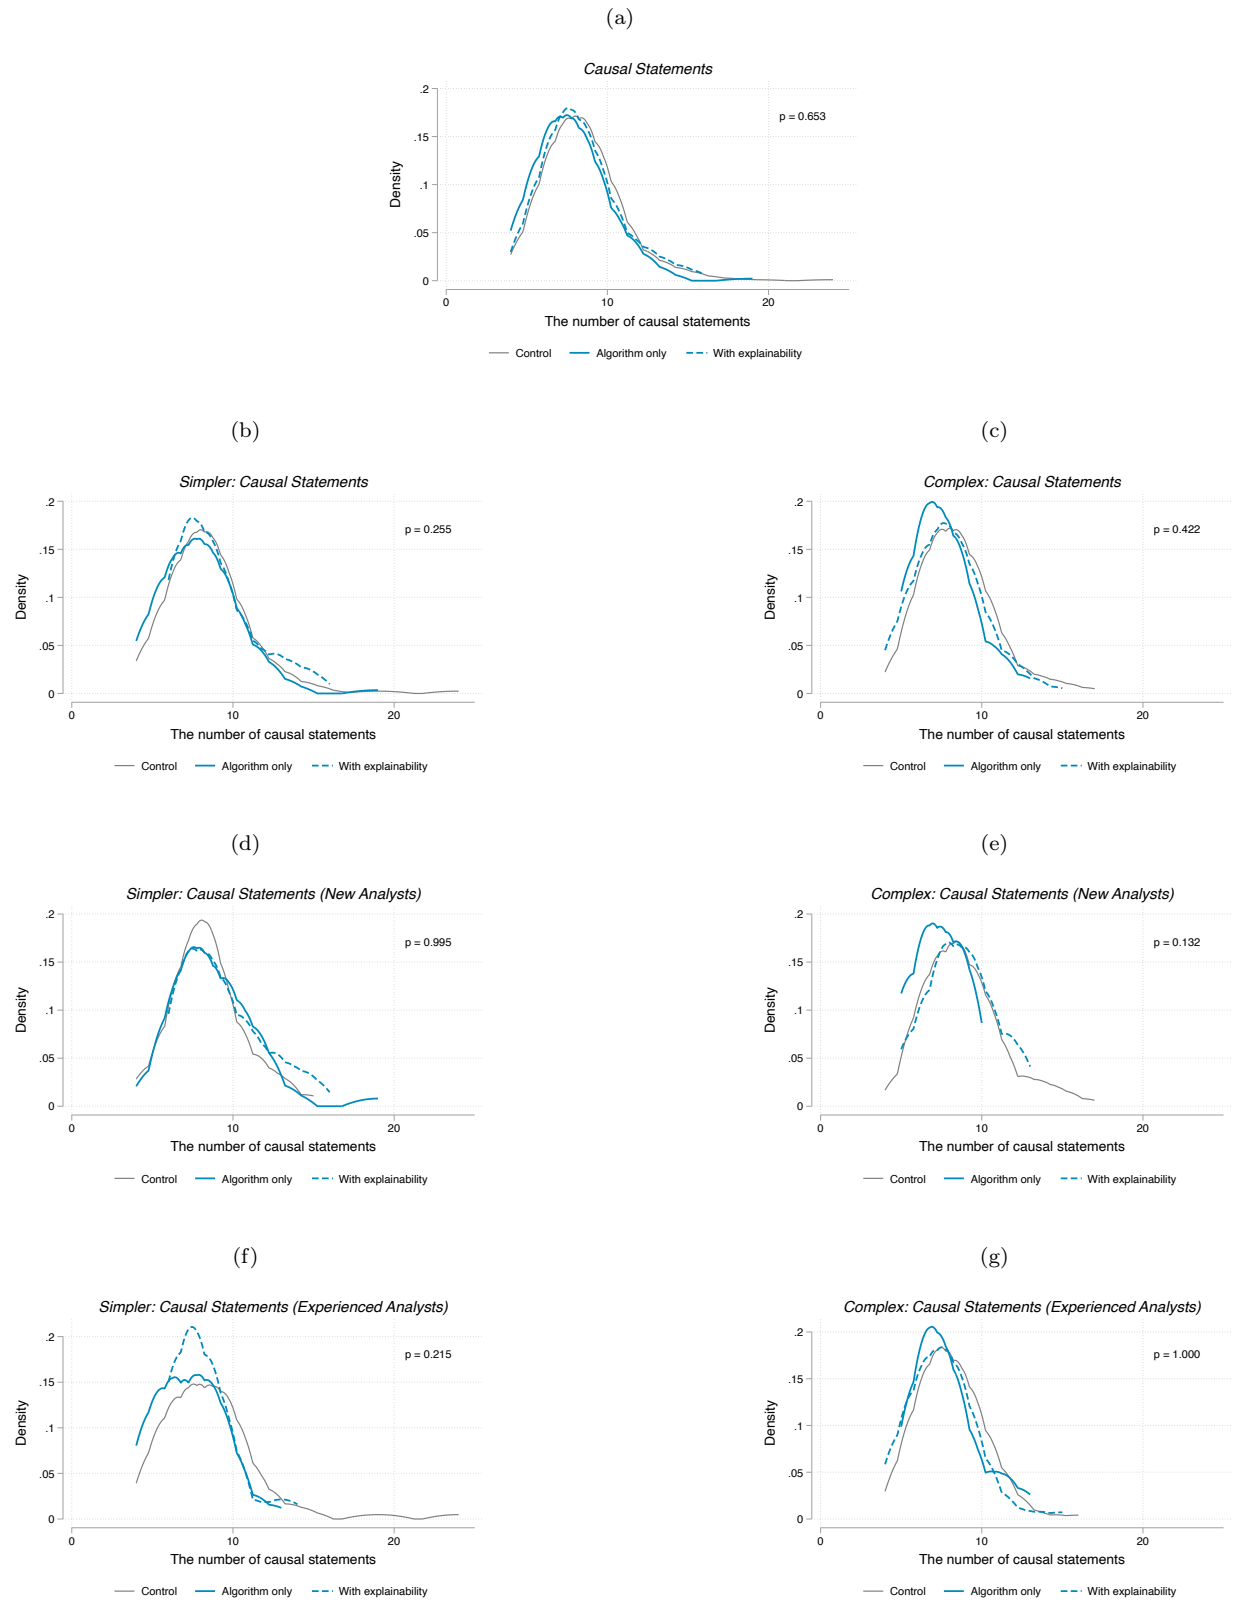 (a)
Causal Statements
.2
.15
.1
.05
0
Density
p = 0.653
0 10 20
The number of causal statements
Control Algorithm only With explainability
(b)
Simpler: Causal Statements
.2
.15
.1
.05
0
Density
p = 0.255
0 10 20
The number of causal statements
Control Algorithm only With explainability
(c)
Complex: Causal Statements
.2
.15
.1
.05
0
Density
p = 0.422
0 10 20
The number of causal statements
Control Algorithm only With explainability
(d)
Simpler: Causal Statements (New Analysts)
.2
.15
.1
.05
0
Density
p = 0.995
0 10 20
The number of causal statements
Control Algorithm only With explainability
(e)
Complex: Causal Statements (New Analysts)
.2
.15
.1
.05
0
Density
p = 0.132
0 10 20
The number of causal statements
Control Algorithm only With explainability
(f)
Simpler: Causal Statements (Experienced Analysts)
.2
.15
.1
.05
0
Density
p = 0.215
0 10 20
The number of causal statements
Control Algorithm only With explainability
(g)
Complex: Causal Statements (Experienced Analysts)
.2
.15
.1
.05
0
Density
p = 1.000
0 10 20
The number of causal statements
Control Algorithm only With explainability